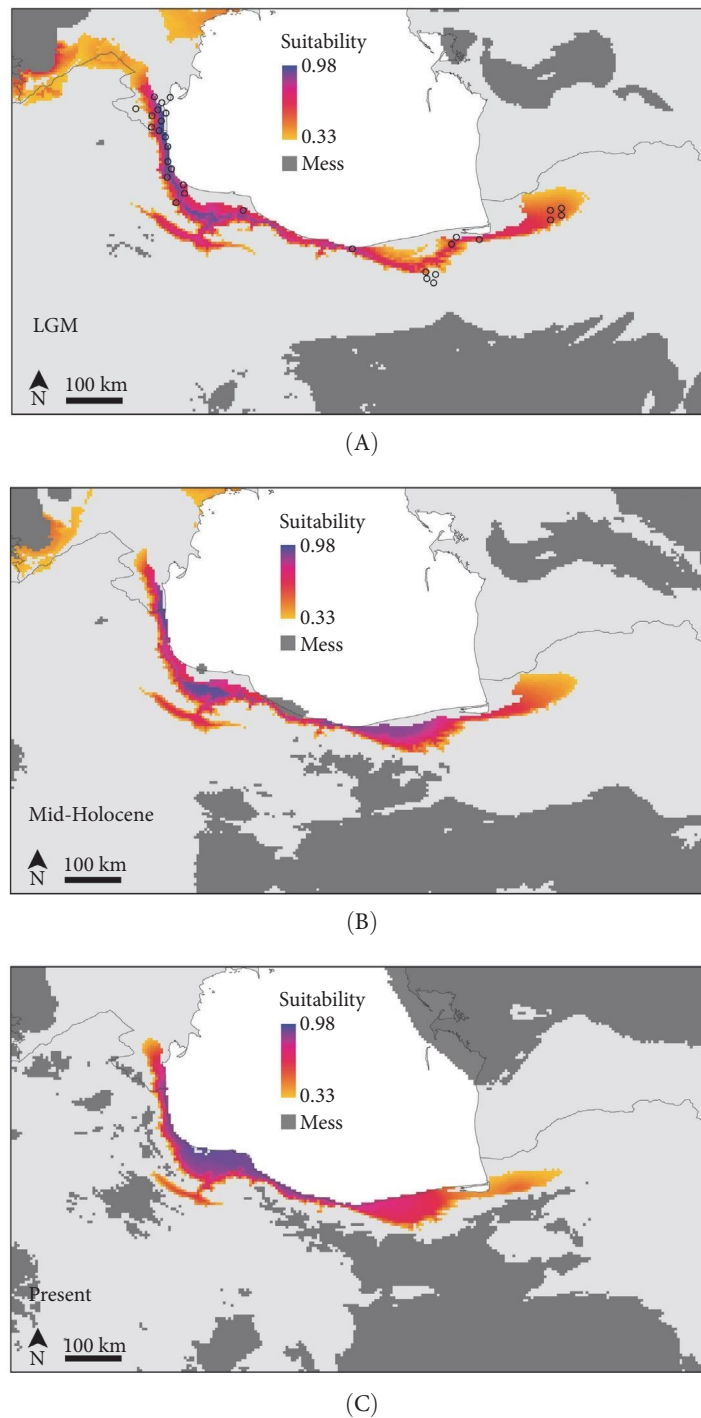 Suitability
0.98
0.33
Mess
LGM
N
100 km
(A)
Suitability
0.98
0.33
Mess
Mid-Holocene
N
100 km
(B)
Suitability
0.98
0.33
Mess
Present
N
100 km
(C)